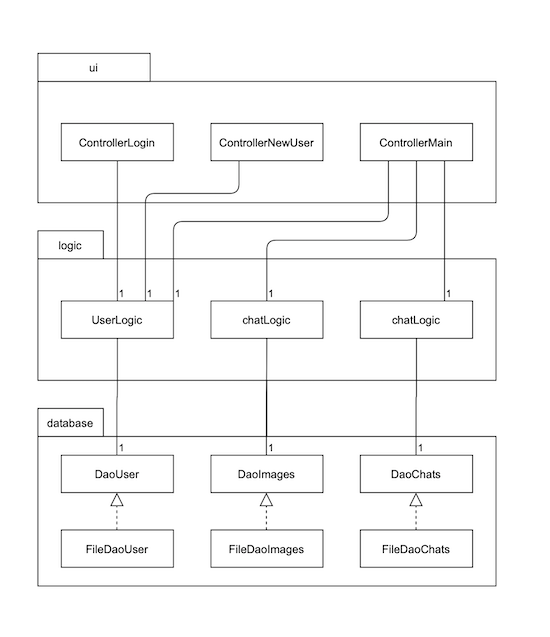 ui
ControllerLogin
ControllerNewUser
ControllerMain
logic
1
1
1
1
1
UserLogic
chatLogic
chatLogic
database
1
1
1
DaoUser
DaoImages
DaoChats
FileDaoUser
FileDaoImages
FileDaoChats